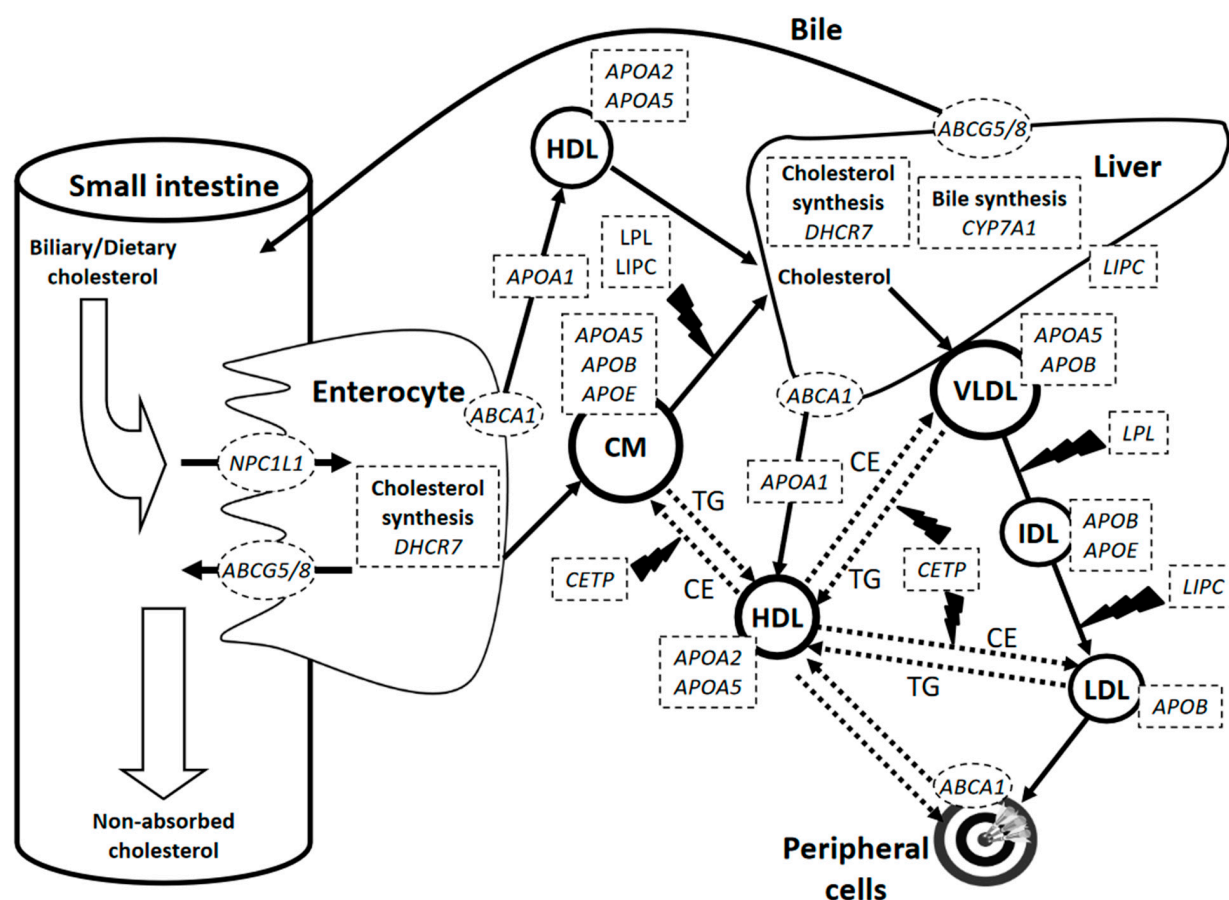 Bile
APOA2
APOA5
HDL
ABCG5/8
Liver
Small intestine
Cholesterol
synthesis
DHCR7
Bile synthesis
CYP7A1
Biliary/Dietary
cholesterol
LPL
LIPC
APOA1
Cholesterol
LIPC
APOA5
APOB
APOE
APOA5
APOB
Enterocyte
ABCA1
ABCA1
VLDL
CM
LPL
NPC1L1
Cholesterol
synthesis
DHCR7
CE
APOA1
TG
IDL
APOB
APOE
ABCG5/8
CETP
CE
TG
CETP
LIPC
HDL
CE
APOA2
APOA5
TG
LDL
APOB
ABCA1
Non-absorbed
cholesterol
Peripheral
cells